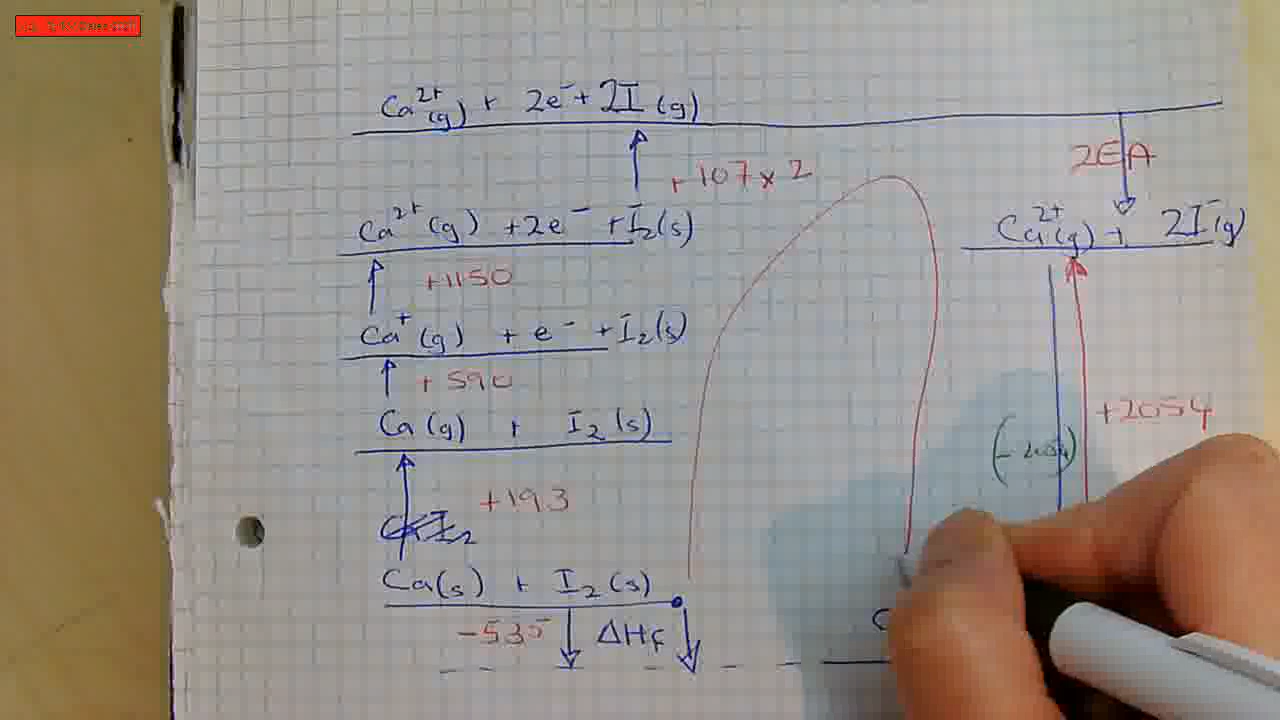 Ca²⁺(g) + 2e⁻ + 2I (g)
+107 x 2
2EA
Ca²⁺(g) + 2e⁻ + I₂(s)
Ca²⁺(g) + 2I⁻(g)
+1150
Ca⁺(g) + e⁻ + I₂(s)
+590
+2054
Ca(g) + I₂(s)
+193
Ca(s) + I₂(s)
-535 ΔHf